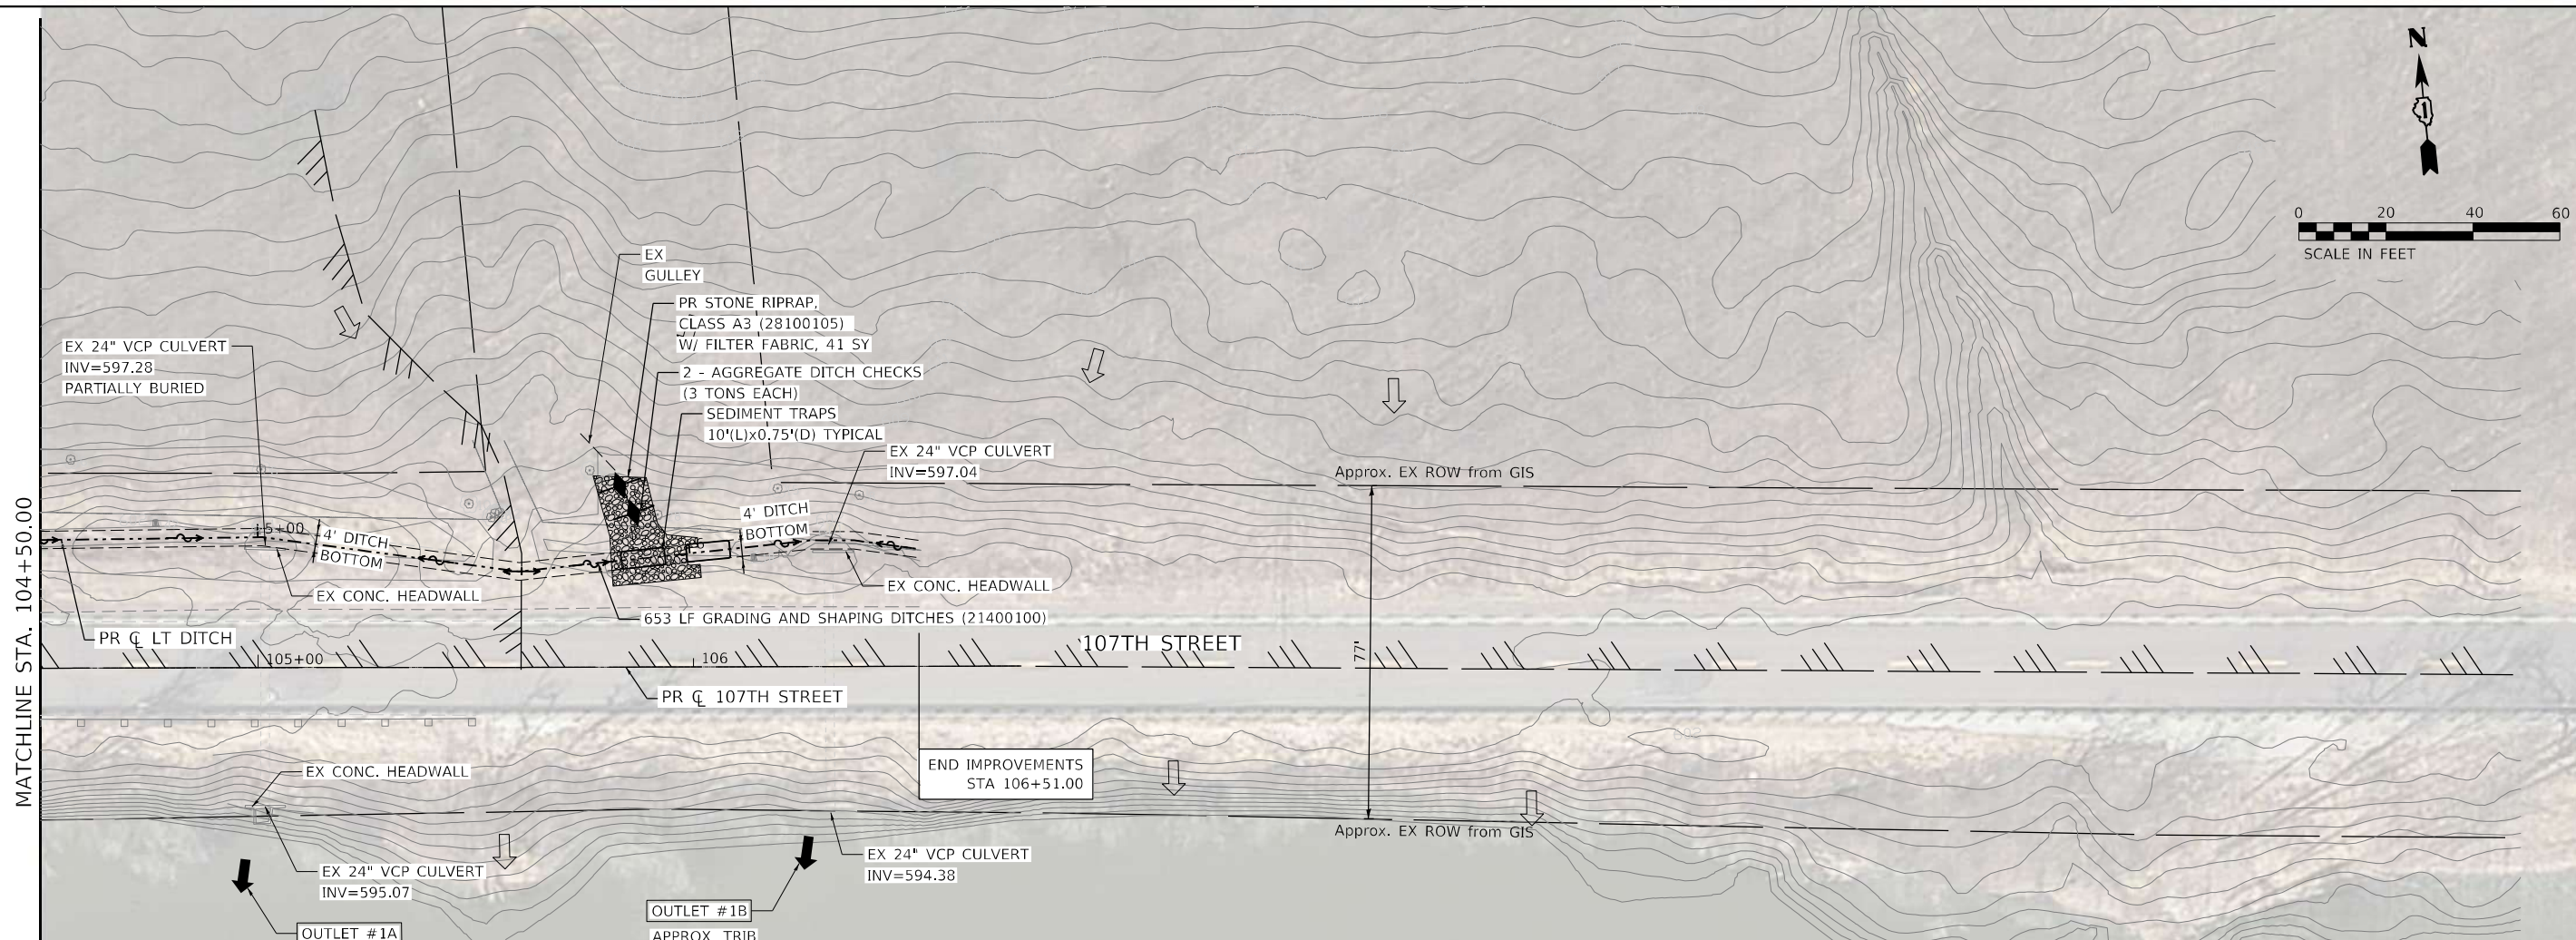 N
1
0 20 40 60
SCALE IN FEET
EX
GULLEY
PR STONE RIPRAP,
CLASS A3 (28100105)
W/ FILTER FABRIC, 41 SY
2 - AGGREGATE DITCH CHECKS
(3 TONS EACH)
SEDIMENT TRAPS
10'(L)x0.75'(D) TYPICAL
EX 24" VCP CULVERT
INV=597.28
PARTIALLY BURIED
EX 24" VCP CULVERT
INV=597.04
Approx. EX ROW from GIS
MATCHLINE STA. 104+50.00
5+00
4' DITCH
BOTTOM
4' DITCH
BOTTOM
EX CONC. HEADWALL
EX CONC. HEADWALL
653 LF GRADING AND SHAPING DITCHES (21400100)
PR ℄ LT DITCH
107TH STREET
77'
105+00
106
PR ℄ 107TH STREET
EX CONC. HEADWALL
END IMPROVEMENTS
STA 106+51.00
Approx. EX ROW from GIS
EX 24" VCP CULVERT
INV=595.07
EX 24" VCP CULVERT
INV=594.38
OUTLET #1A
OUTLET #1B
APPROX. TRIB